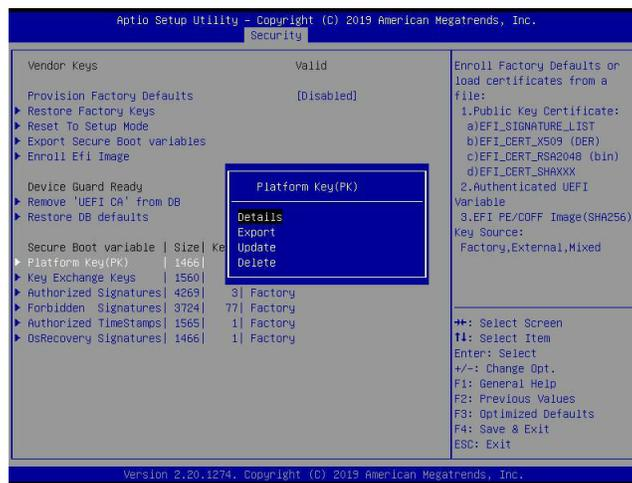 Aptio Setup Utility – Copyright (C) 2019 American Megatrends, Inc.
Security
Vendor Keys Valid
Provision Factory Defaults [Disabled]
Restore Factory Keys
Reset To Setup Mode
Export Secure Boot variables
Enroll Efi Image
Device Guard Ready
Remove 'UEFI CA' from DB
Restore DB defaults
Secure Boot variable | Size| Ke
Platform Key(PK) | 1466|
Key Exchange Keys | 1560|
Authorized Signatures| 4269| 3| Factory
Forbidden Signatures| 3724| 77| Factory
Authorized TimeStamps| 1565| 1| Factory
OsRecovery Signatures| 1466| 1| Factory
Platform Key(PK)
Details
Export
Update
Delete
Enroll Factory Defaults or
load certificates from a
file:
1.Public Key Certificate:
a)EFI_SIGNATURE_LIST
b)EFI_CERT_X509 (DER)
c)EFI_CERT_RSA2048 (bin)
d)EFI_CERT_SHAXXX
2.Authenticated UEFI
Variable
3.EFI PE/COFF Image(SHA256)
Key Source:
Factory,External,Mixed
→←: Select Screen
↑↓: Select Item
Enter: Select
+/-: Change Opt.
F1: General Help
F2: Previous Values
F3: Optimized Defaults
F4: Save & Exit
ESC: Exit
Version 2.20.1274. Copyright (C) 2019 American Megatrends, Inc.